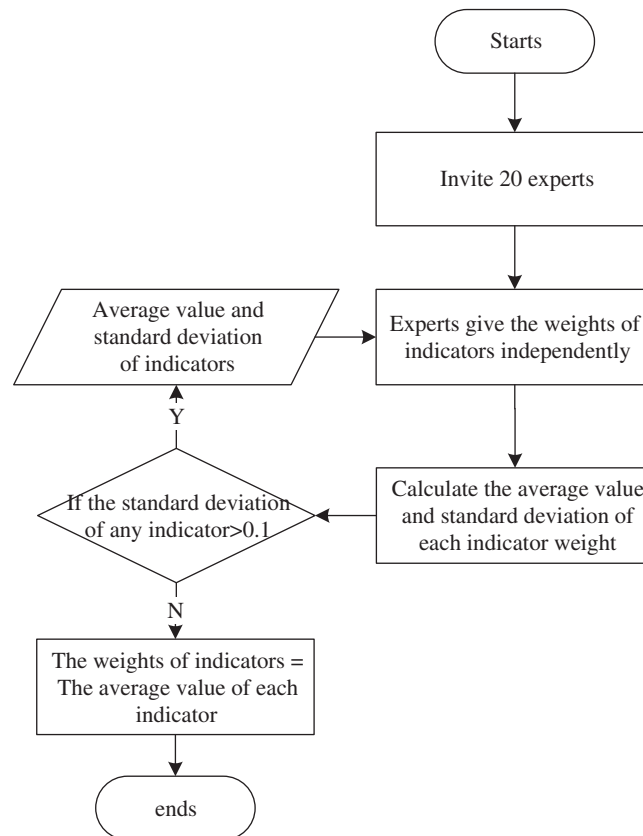 Starts
Invite 20 experts
Experts give the weights of
indicators independently
Average value and
standard deviation
of indicators
Calculate the average value
and standard deviation of
each indicator weight
If the standard deviation
of any indicator>0.1
Y
N
The weights of indicators =
The average value of each
indicator
ends